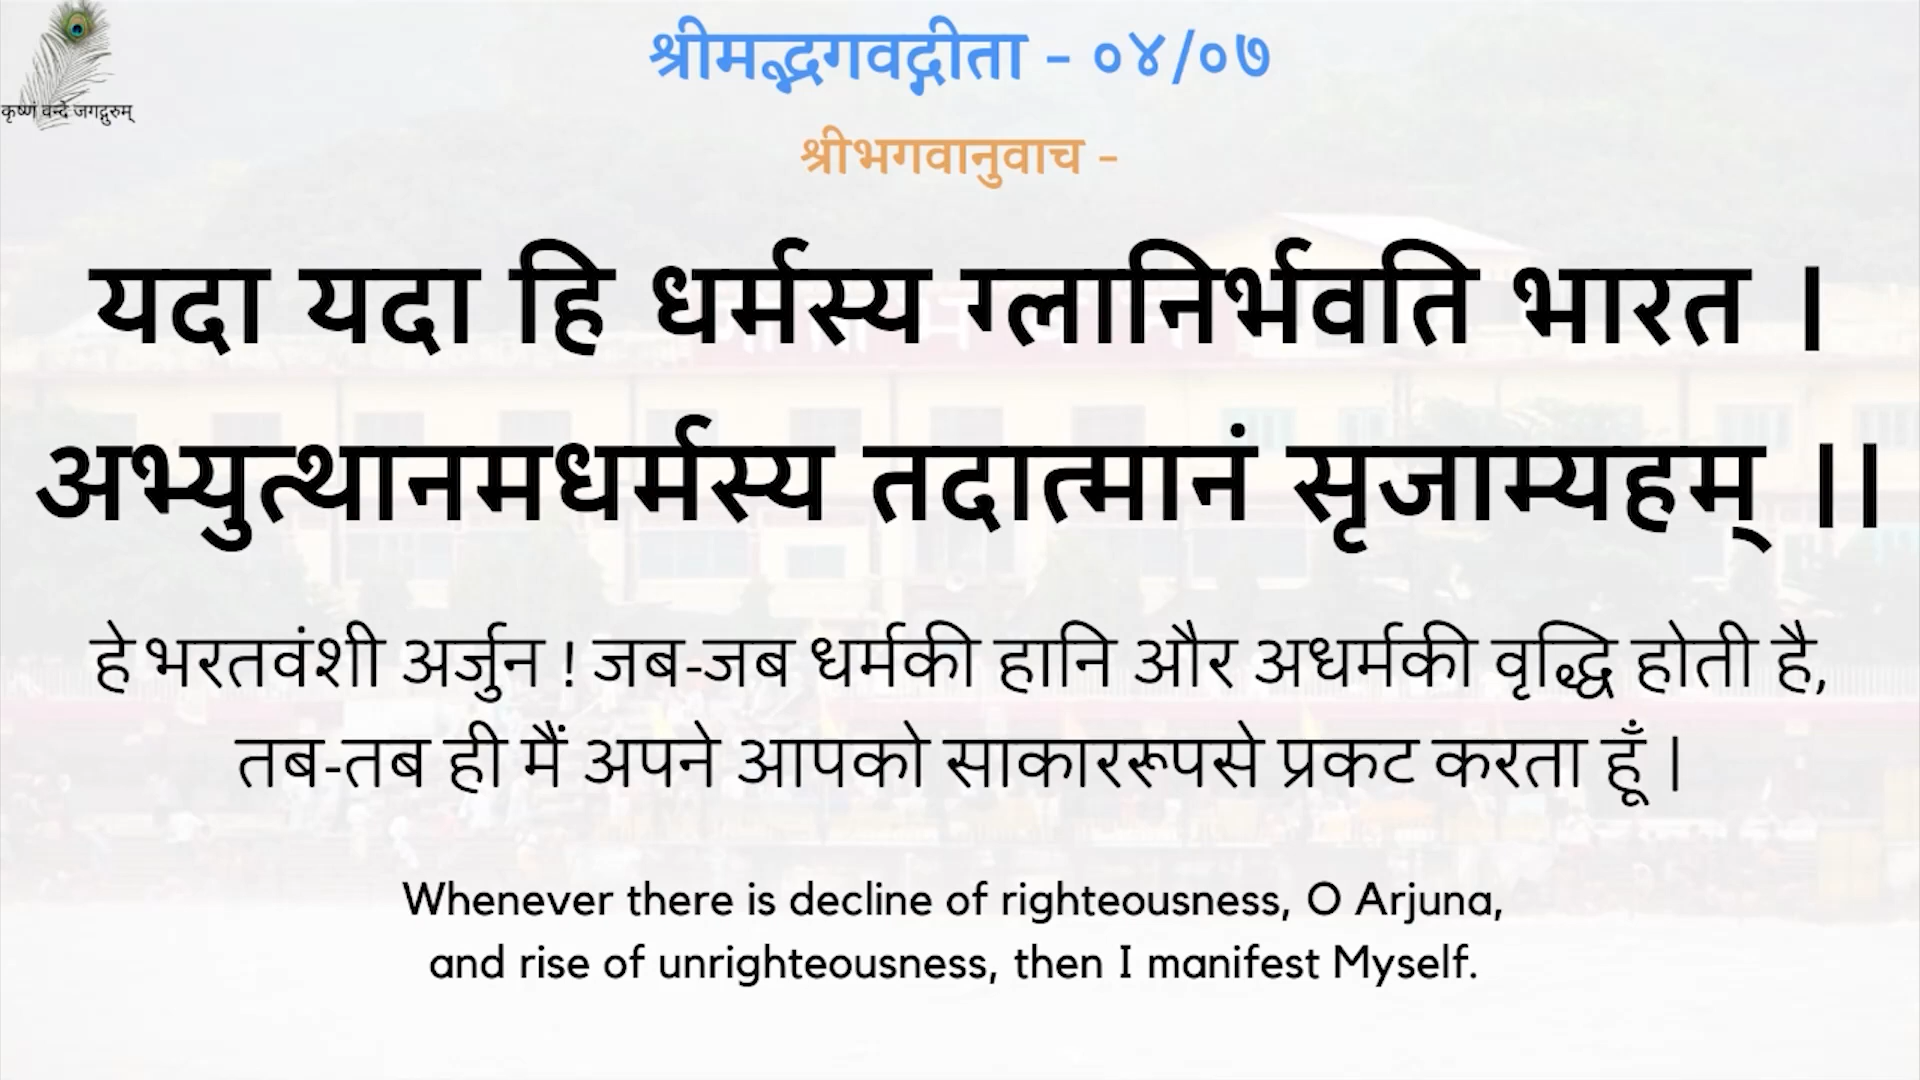 श्रीमद्भगवद्गीता - ०४/०७
कृष्णं वन्दे जगद्गुरुम्
श्रीभगवानुवाच -
यदा यदा हि धर्मस्य ग्लानिर्भवति भारत ।
अभ्युत्थानमधर्मस्य तदात्मानं सृजाम्यहम् ।।
हे भरतवंशी अर्जुन ! जब-जब धर्मकी हानि और अधर्मकी वृद्धि होती है,
तब-तब ही मैं अपने आपको साकाररूपसे प्रकट करता हूँ |
Whenever there is decline of righteousness, O Arjuna,
and rise of unrighteousness, then I manifest Myself.